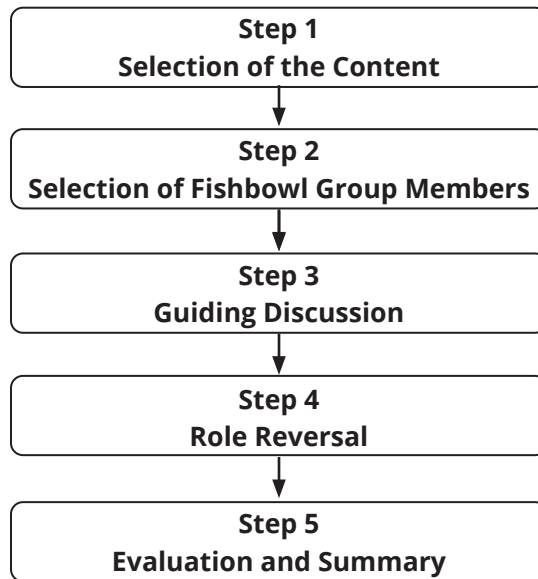 Step 1
Selection of the Content
Step 2
Selection of Fishbowl Group Members
Step 3
Guiding Discussion
Step 4
Role Reversal
Step 5
Evaluation and Summary